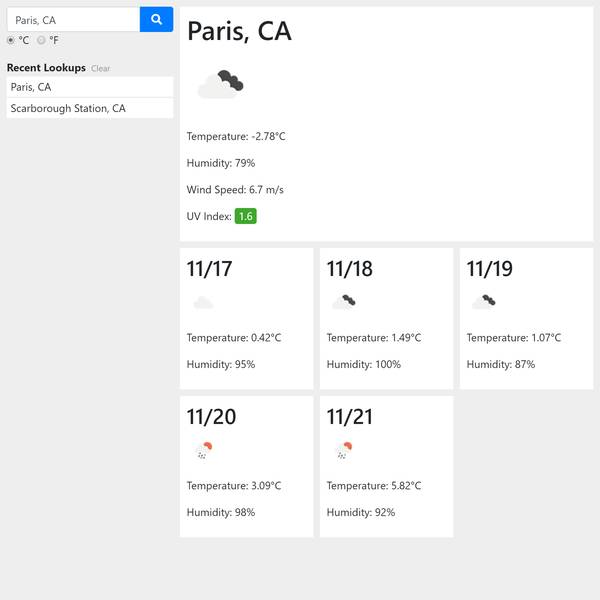 Paris, CA
°C °F
Recent Lookups Clear
Paris, CA
Scarborough Station, CA
Paris, CA
Temperature: -2.78°C
Humidity: 79%
Wind Speed: 6.7 m/s
UV Index: 1.6
11/17
Temperature: 0.42°C
Humidity: 95%
11/18
Temperature: 1.49°C
Humidity: 100%
11/19
Temperature: 1.07°C
Humidity: 87%
11/20
Temperature: 3.09°C
Humidity: 98%
11/21
Temperature: 5.82°C
Humidity: 92%